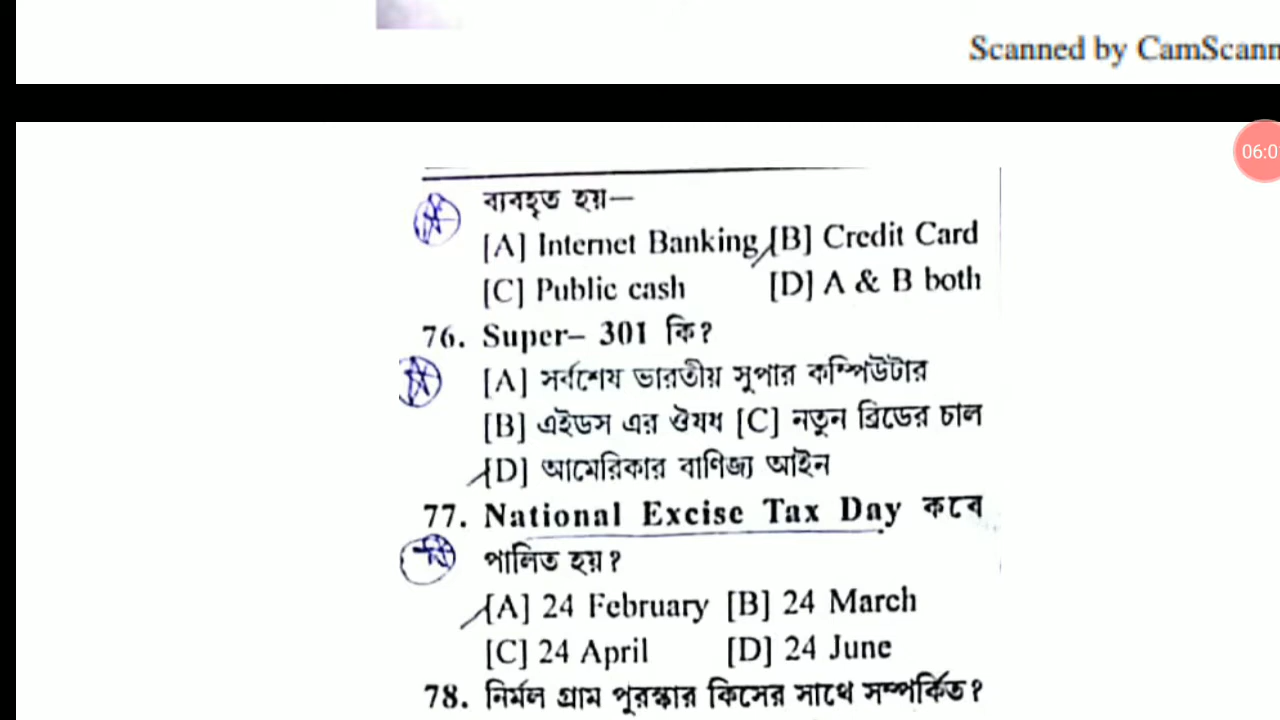 Scanned by CamScann
06:0
ব্যবহৃত হয়—
[A] Internet Banking [B] Credit Card
[C] Public cash [D] A & B both
76. Super– 301 কি?
[A] সর্বশেষ ভারতীয় সুপার কম্পিউটার
[B] এইডস এর ঔষধ [C] নতুন ব্রিডের চাল
[D] আমেরিকার বাণিজ্য আইন
77. National Excise Tax Day কবে
পালিত হয়?
[A] 24 February [B] 24 March
[C] 24 April [D] 24 June
78. নির্মল গ্রাম পুরস্কার কিসের সাথে সম্পর্কিত?